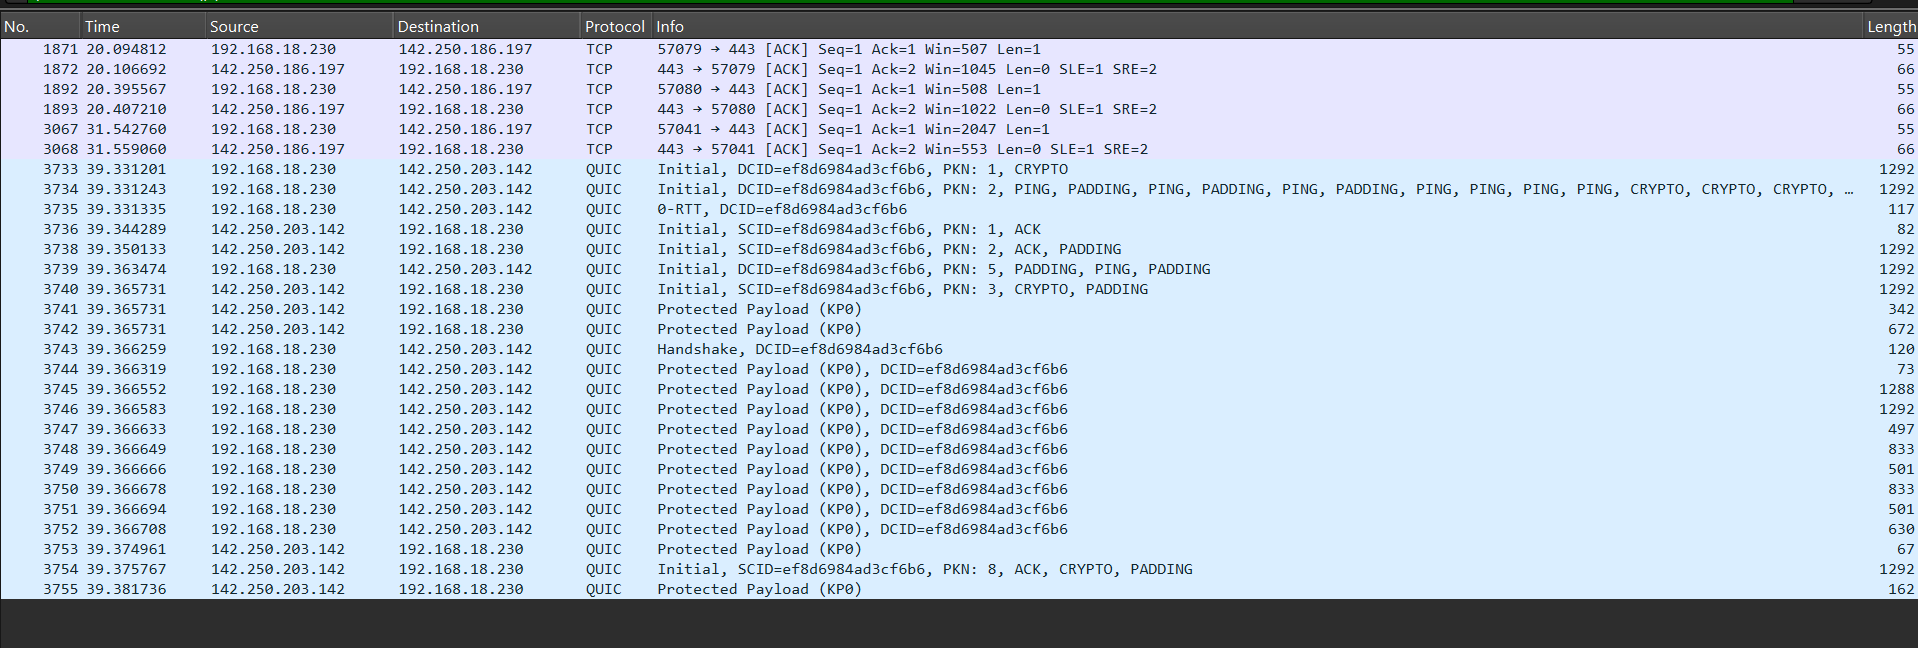 No. Time Source Destination Protocol Info Length
1871 20.094812 192.168.18.230 142.250.186.197 TCP 57079 → 443 [ACK] Seq=1 Ack=1 Win=507 Len=1 55
1872 20.106692 142.250.186.197 192.168.18.230 TCP 443 → 57079 [ACK] Seq=1 Ack=2 Win=1045 Len=0 SLE=1 SRE=2 66
1892 20.395567 192.168.18.230 142.250.186.197 TCP 57080 → 443 [ACK] Seq=1 Ack=1 Win=508 Len=1 55
1893 20.407210 142.250.186.197 192.168.18.230 TCP 443 → 57080 [ACK] Seq=1 Ack=2 Win=1022 Len=0 SLE=1 SRE=2 66
3067 31.542760 192.168.18.230 142.250.186.197 TCP 57041 → 443 [ACK] Seq=1 Ack=1 Win=2047 Len=1 55
3068 31.559060 142.250.186.197 192.168.18.230 TCP 443 → 57041 [ACK] Seq=1 Ack=2 Win=553 Len=0 SLE=1 SRE=2 66
3733 39.331201 192.168.18.230 142.250.203.142 QUIC Initial, DCID=ef8d6984ad3cf6b6, PKN: 1, CRYPTO 1292
3734 39.331243 192.168.18.230 142.250.203.142 QUIC Initial, DCID=ef8d6984ad3cf6b6, PKN: 2, PING, PADDING, PING, PADDING, PING, PADDING, PING, PING, PING, PING, CRYPTO, CRYPTO, CRYPTO, … 1292
3735 39.331335 192.168.18.230 142.250.203.142 QUIC 0-RTT, DCID=ef8d6984ad3cf6b6 117
3736 39.344289 142.250.203.142 192.168.18.230 QUIC Initial, SCID=ef8d6984ad3cf6b6, PKN: 1, ACK 82
3738 39.350133 142.250.203.142 192.168.18.230 QUIC Initial, SCID=ef8d6984ad3cf6b6, PKN: 2, ACK, PADDING 1292
3739 39.363474 192.168.18.230 142.250.203.142 QUIC Initial, DCID=ef8d6984ad3cf6b6, PKN: 5, PADDING, PING, PADDING 1292
3740 39.365731 142.250.203.142 192.168.18.230 QUIC Initial, SCID=ef8d6984ad3cf6b6, PKN: 3, CRYPTO, PADDING 1292
3741 39.365731 142.250.203.142 192.168.18.230 QUIC Protected Payload (KP0) 342
3742 39.365731 142.250.203.142 192.168.18.230 QUIC Protected Payload (KP0) 672
3743 39.366259 192.168.18.230 142.250.203.142 QUIC Handshake, DCID=ef8d6984ad3cf6b6 120
3744 39.366319 192.168.18.230 142.250.203.142 QUIC Protected Payload (KP0), DCID=ef8d6984ad3cf6b6 73
3745 39.366552 192.168.18.230 142.250.203.142 QUIC Protected Payload (KP0), DCID=ef8d6984ad3cf6b6 1288
3746 39.366583 192.168.18.230 142.250.203.142 QUIC Protected Payload (KP0), DCID=ef8d6984ad3cf6b6 1292
3747 39.366633 192.168.18.230 142.250.203.142 QUIC Protected Payload (KP0), DCID=ef8d6984ad3cf6b6 497
3748 39.366649 192.168.18.230 142.250.203.142 QUIC Protected Payload (KP0), DCID=ef8d6984ad3cf6b6 833
3749 39.366666 192.168.18.230 142.250.203.142 QUIC Protected Payload (KP0), DCID=ef8d6984ad3cf6b6 501
3750 39.366678 192.168.18.230 142.250.203.142 QUIC Protected Payload (KP0), DCID=ef8d6984ad3cf6b6 833
3751 39.366694 192.168.18.230 142.250.203.142 QUIC Protected Payload (KP0), DCID=ef8d6984ad3cf6b6 501
3752 39.366708 192.168.18.230 142.250.203.142 QUIC Protected Payload (KP0), DCID=ef8d6984ad3cf6b6 630
3753 39.374961 142.250.203.142 192.168.18.230 QUIC Protected Payload (KP0) 67
3754 39.375767 142.250.203.142 192.168.18.230 QUIC Initial, SCID=ef8d6984ad3cf6b6, PKN: 8, ACK, CRYPTO, PADDING 1292
3755 39.381736 142.250.203.142 192.168.18.230 QUIC Protected Payload (KP0) 162